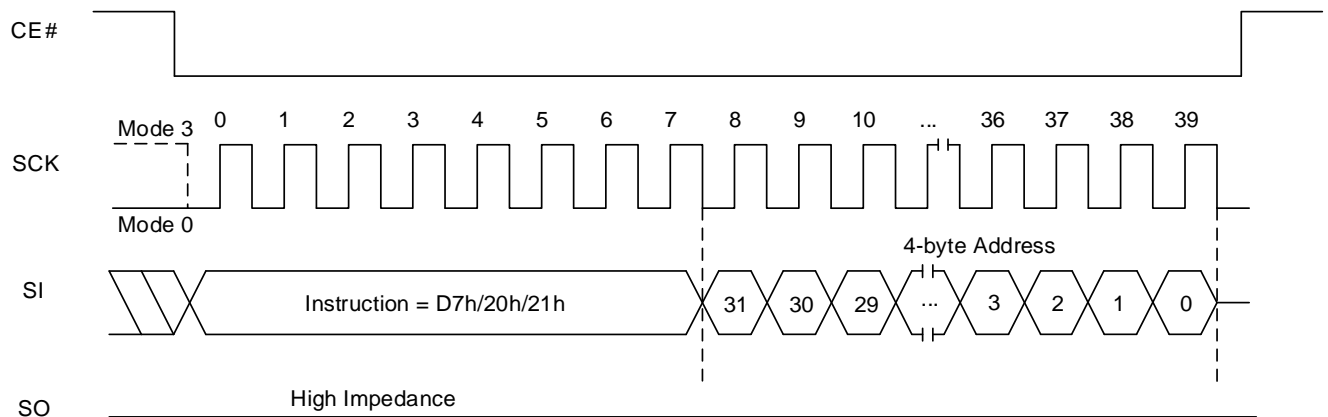 CE#
0 1 2 3 4 5 6 7 8 9 10 ... 36 37 38 39
Mode 3
SCK
Mode 0
4-byte Address
SI
Instruction = D7h/20h/21h 31 30 29 ... 3 2 1 0
High Impedance
SO